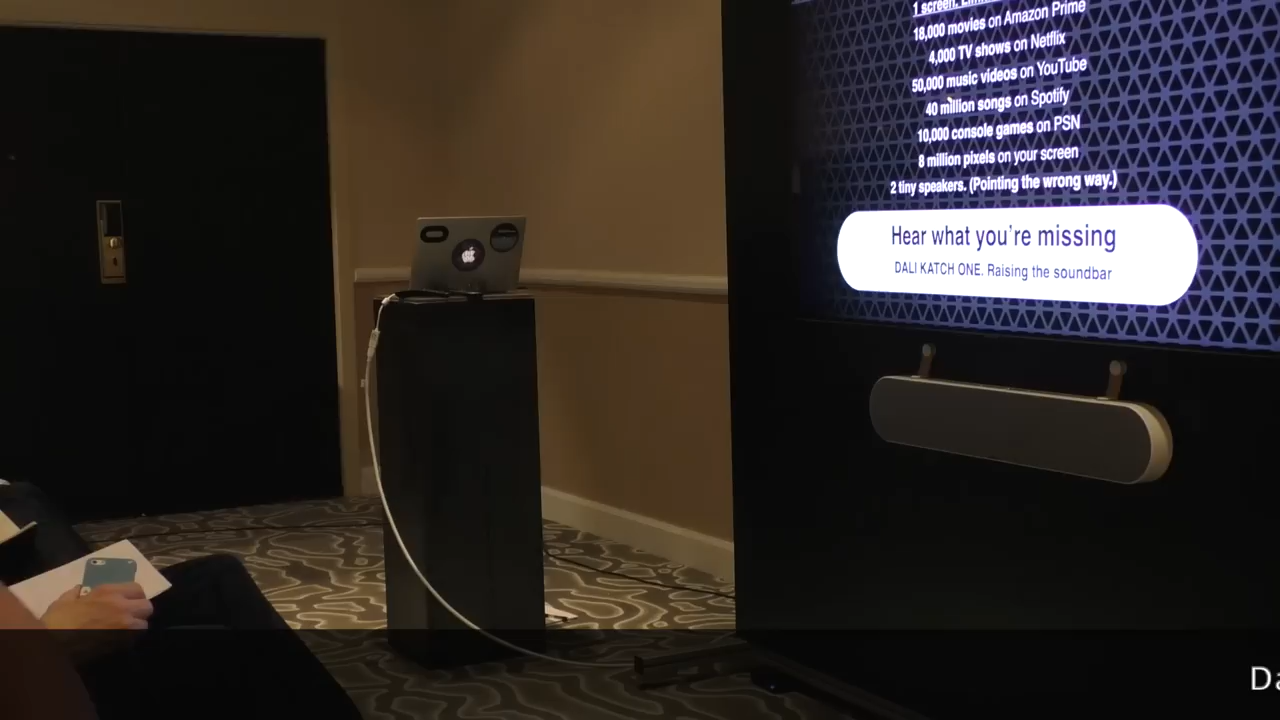 1 screen.
18,000 movies on Amazon Prime
4,000 TV shows on Netflix
50,000 music videos on YouTube
40 million songs on Spotify
10,000 console games on PSN
8 million pixels on your screen
2 tiny speakers. (Pointing the wrong way.)
Hear what you're missing
DALI KATCH ONE. Raising the soundbar